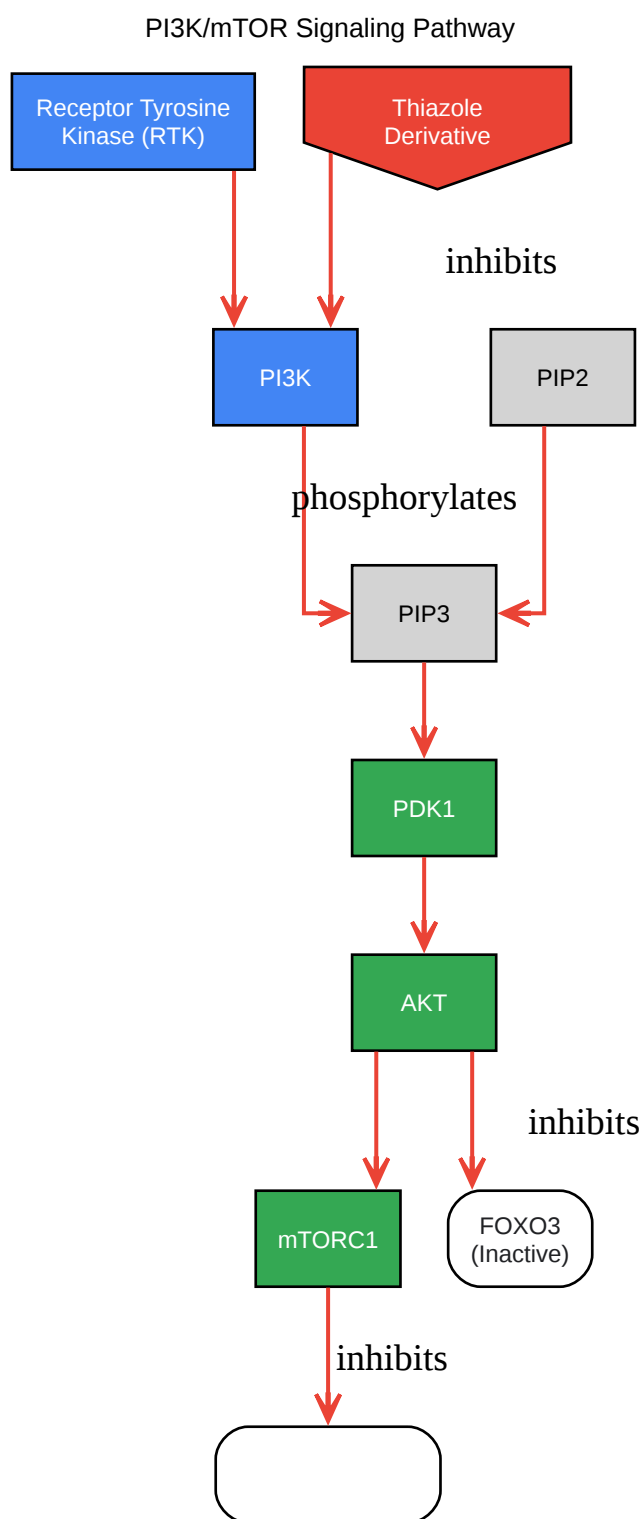 PI3K/mTOR Signaling Pathway
Receptor Tyrosine
Kinase (RTK)
Thiazole
Derivative
inhibits
PI3K
PIP2
phosphorylates
PIP3
PDK1
AKT
inhibits
mTORC1
FOXO3
(Inactive)
inhibits